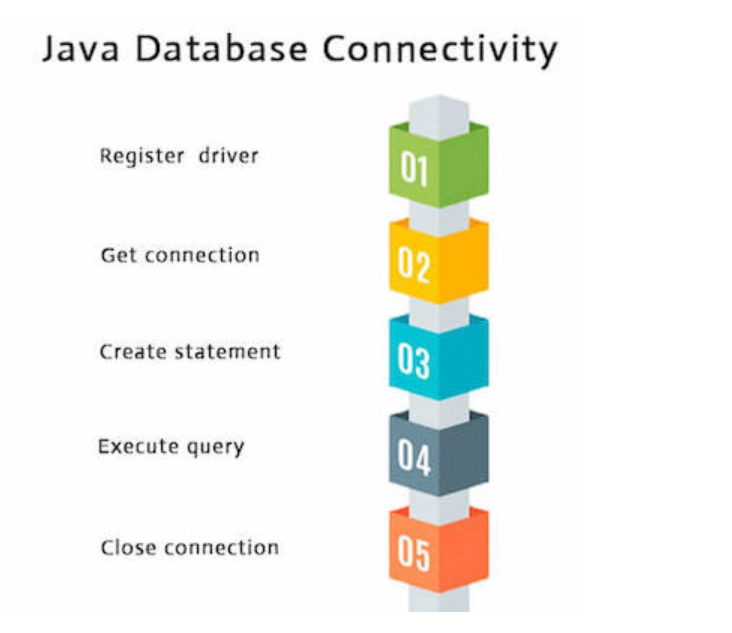 Java Database Connectivity
Register driver
01
Get connection
02
Create statement
03
Execute query
04
Close connection
05